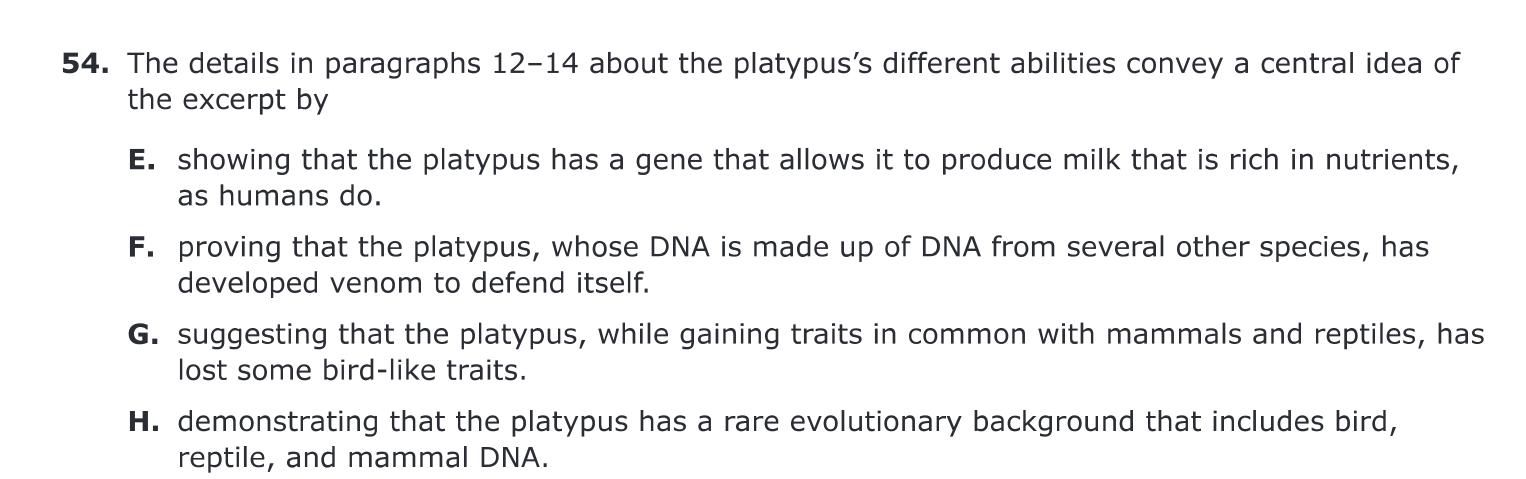 54. The details in paragraphs 12–14 about the platypus’s different abilities convey a central idea of
the excerpt by
E. showing that the platypus has a gene that allows it to produce milk that is rich in nutrients,
as humans do.
F. proving that the platypus, whose DNA is made up of DNA from several other species, has
developed venom to defend itself.
G. suggesting that the platypus, while gaining traits in common with mammals and reptiles, has
lost some bird-like traits.
H. demonstrating that the platypus has a rare evolutionary background that includes bird,
reptile, and mammal DNA.